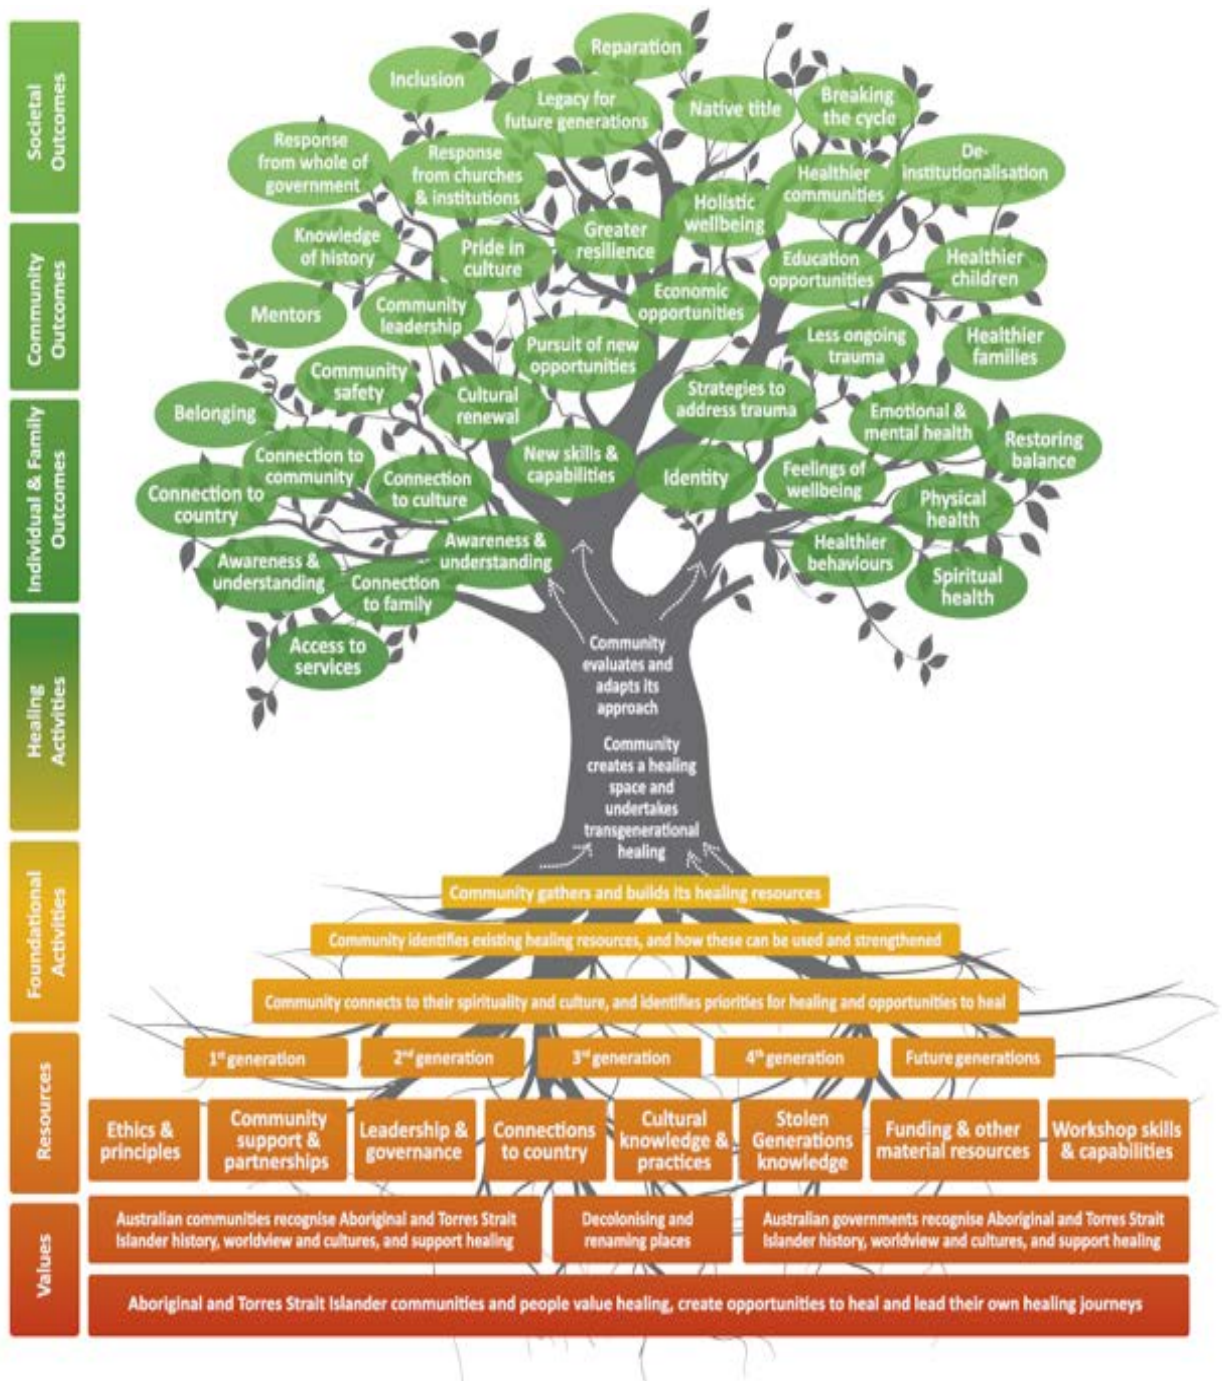 Societal
Outcomes
Reparation
Inclusion
Legacy for
future generations
Native title
Breaking
the cycle
Response
from whole of
government
Response
from churches
& institutions
Holistic
wellbeing
Healthier
communities
De-
institutionalisation
Community
Outcomes
Knowledge
of history
Pride in
culture
Greater
resilience
Education
opportunities
Healthier
children
Mentors
Community
leadership
Economic
opportunities
Pursuit of new
opportunities
Less ongoing
trauma
Healthier
families
Individual & Family
Outcomes
Community
safety
Belonging
Cultural
renewal
Strategies to
address trauma
Emotional &
mental health
Restoring
balance
Connection to
community
Connection to
country
Connection
to culture
New skills &
capabilities
Identity
Feelings of
wellbeing
Physical
health
Awareness &
understanding
Awareness &
understanding
Connection
to family
Healthier
behaviours
Spiritual
health
Access to
services
Healing
Activities
Community
evaluates and
adapts its
approach
Community
creates a healing
space and
undertakes
transgenerational
healing
Foundational
Activities
Community gathers and builds its healing resources
Community identifies existing healing resources, and how these can be used and strengthened
Community connects to their spirituality and culture, and identifies priorities for healing and opportunities to heal
Resources
1st generation
2nd generation
3rd generation
4th generation
Future generations
Ethics &
principles
Community
support &
partnerships
Leadership &
governance
Connections
to country
Cultural
knowledge &
practices
Stolen
Generations
knowledge
Funding & other
material resources
Workshop skills
& capabilities
Values
Australian communities recognise Aboriginal and Torres Strait
Islander history, worldview and cultures, and support healing
Decolonising and
renaming places
Australian governments recognise Aboriginal and Torres Strait
Islander history, worldview and cultures, and support healing
Aboriginal and Torres Strait Islander communities and people value healing, create opportunities to heal and lead their own healing journeys